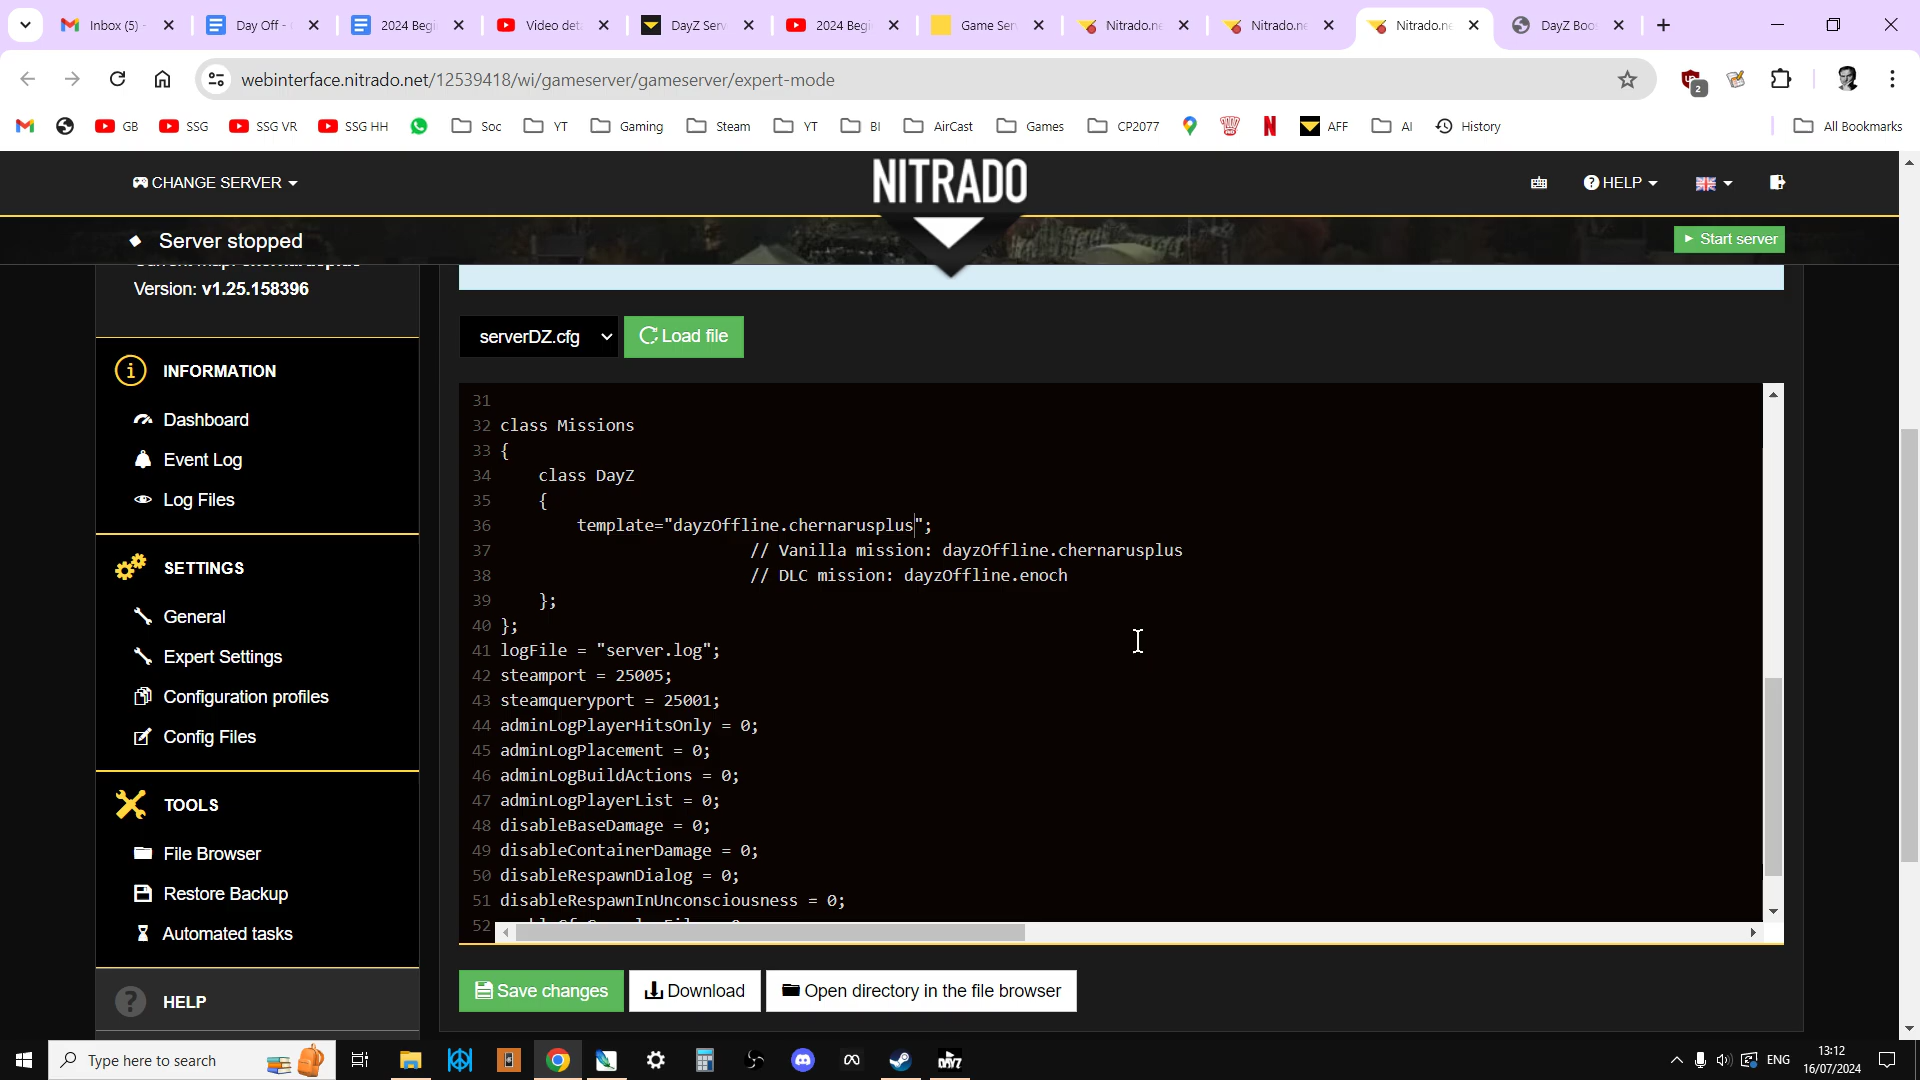 Inbox (5)
Day Off -
2024 Begi
Video det
DayZ Serv
2024 Begi
Game Ser
Nitrado.ne
Nitrado.ne
Nitrado.ne
DayZ Boo
webinterface.nitrado.net/12539418/wi/gameserver/gameserver/expert-mode
2
GB
SSG
SSG VR
SSG HH
Soc
YT
Gaming
Steam
YT
BI
AirCast
Games
CP2077
AFF
AI
History
All Bookmarks
CHANGE SERVER
NITRADO
HELP
Server stopped
Start server
Version: v1.25.158396
INFORMATION
Dashboard
Event Log
Log Files
SETTINGS
General
Expert Settings
Configuration profiles
Config Files
TOOLS
File Browser
Restore Backup
Automated tasks
HELP
serverDZ.cfg
Load file
31
32 class Missions
33 {
34 class DayZ
35 {
36 template="dayzOffline.chernarusplus";
37 // Vanilla mission: dayzOffline.chernarusplus
38 // DLC mission: dayzOffline.enoch
39 };
40 };
41 logFile = "server.log";
42 steamport = 25005;
43 steamqueryport = 25001;
44 adminLogPlayerHitsOnly = 0;
45 adminLogPlacement = 0;
46 adminLogBuildActions = 0;
47 adminLogPlayerList = 0;
48 disableBaseDamage = 0;
49 disableContainerDamage = 0;
50 disableRespawnDialog = 0;
51 disableRespawnInUnconsciousness = 0;
52
Save changes
Download
Open directory in the file browser
Type here to search
DAYZ
ENG
13:12
16/07/2024